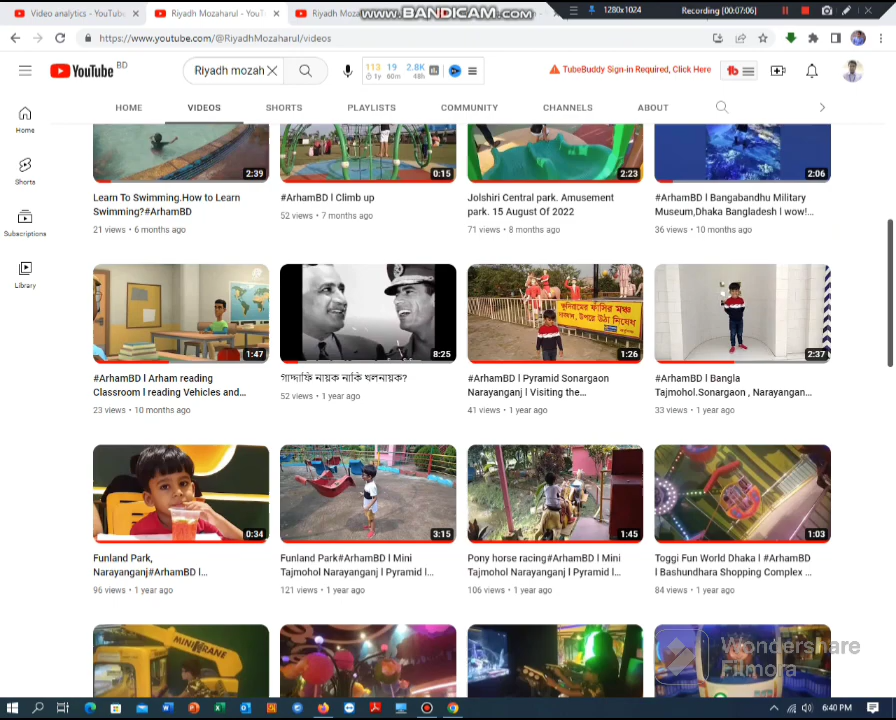 Video analytics - YouTub
Riyadh Mozaharul - YouT
Riyadh Moza
www.BANDICAM.com
1280x1024
Recording (00:07:06)
https://www.youtube.com/@RiyadhMozaharul/videos
YouTube BD
Riyadh mozah
113 19 2.8K
1y 60m 48h
TubeBuddy Sign-in Required, Click Here
tb
HOME VIDEOS SHORTS PLAYLISTS COMMUNITY CHANNELS ABOUT
Home
Shorts
Subscriptions
Library
2:39
Learn To Swimming.How to Learn
Swimming?#ArhamBD
21 views • 6 months ago
0:15
#ArhamBD l Climb up
52 views • 7 months ago
2:23
Jolshiri Central park. Amusement
park. 15 August Of 2022
71 views • 8 months ago
2:06
#ArhamBD l Bangabandhu Military
Museum,Dhaka Bangladesh l wow!...
36 views • 10 months ago
1:47
#ArhamBD l Arham reading
Classroom l reading Vehicles and...
23 views • 10 months ago
8:25
গাদ্দাফি নায়ক নাকি খলনায়ক?
52 views • 1 year ago
ক্ষুদিরামের ফাঁসির মঞ্চ
সাবধান, উপরে উঠা নিষেধ
1:26
#ArhamBD l Pyramid Sonargaon
Narayanganj l Visiting the...
41 views • 1 year ago
2:37
#ArhamBD l Bangla
Tajmohol.Sonargaon , Narayangan...
33 views • 1 year ago
0:34
Funland Park,
Narayanganj#ArhamBD l...
96 views • 1 year ago
3:15
Funland Park#ArhamBD l Mini
Tajmohol Narayanganj l Pyramid l...
121 views • 1 year ago
1:45
Pony horse racing#ArhamBD l Mini
Tajmohol Narayanganj l Pyramid l...
106 views • 1 year ago
1:03
Toggi Fun World Dhaka l #ArhamBD
l Bashundhara Shopping Complex ...
84 views • 1 year ago
MINI
Wondershare
Filmora
6:40 PM